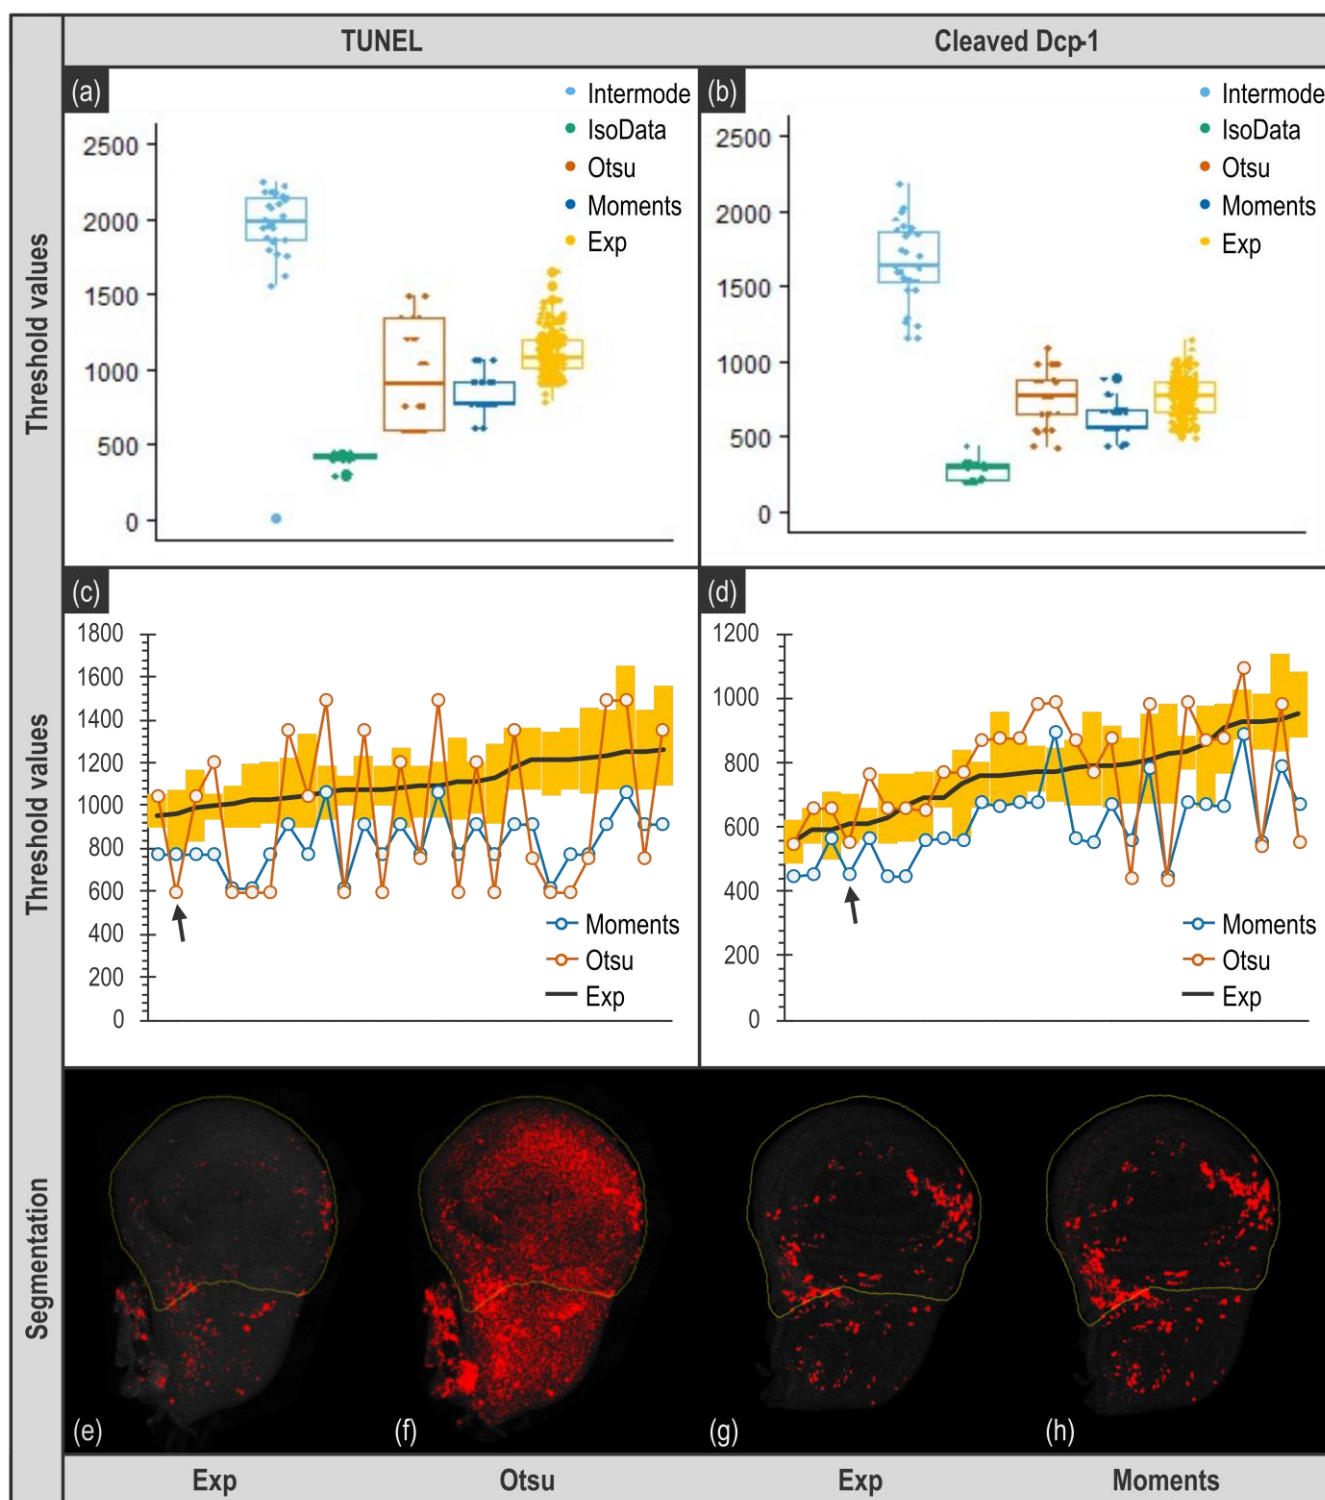 TUNEL
Cleaved Dcp-1
Threshold values
(a)
2500
2000
1500
1000
500
0
Intermode
IsoData
Otsu
Moments
Exp
(b)
2500
2000
1500
1000
500
0
Intermode
IsoData
Otsu
Moments
Exp
Threshold values
(c)
1800
1600
1400
1200
1000
800
600
400
200
0
Moments
Otsu
Exp
(d)
1200
1000
800
600
400
200
0
Moments
Otsu
Exp
Segmentation
(e)
(f)
(g)
(h)
Exp
Otsu
Exp
Moments